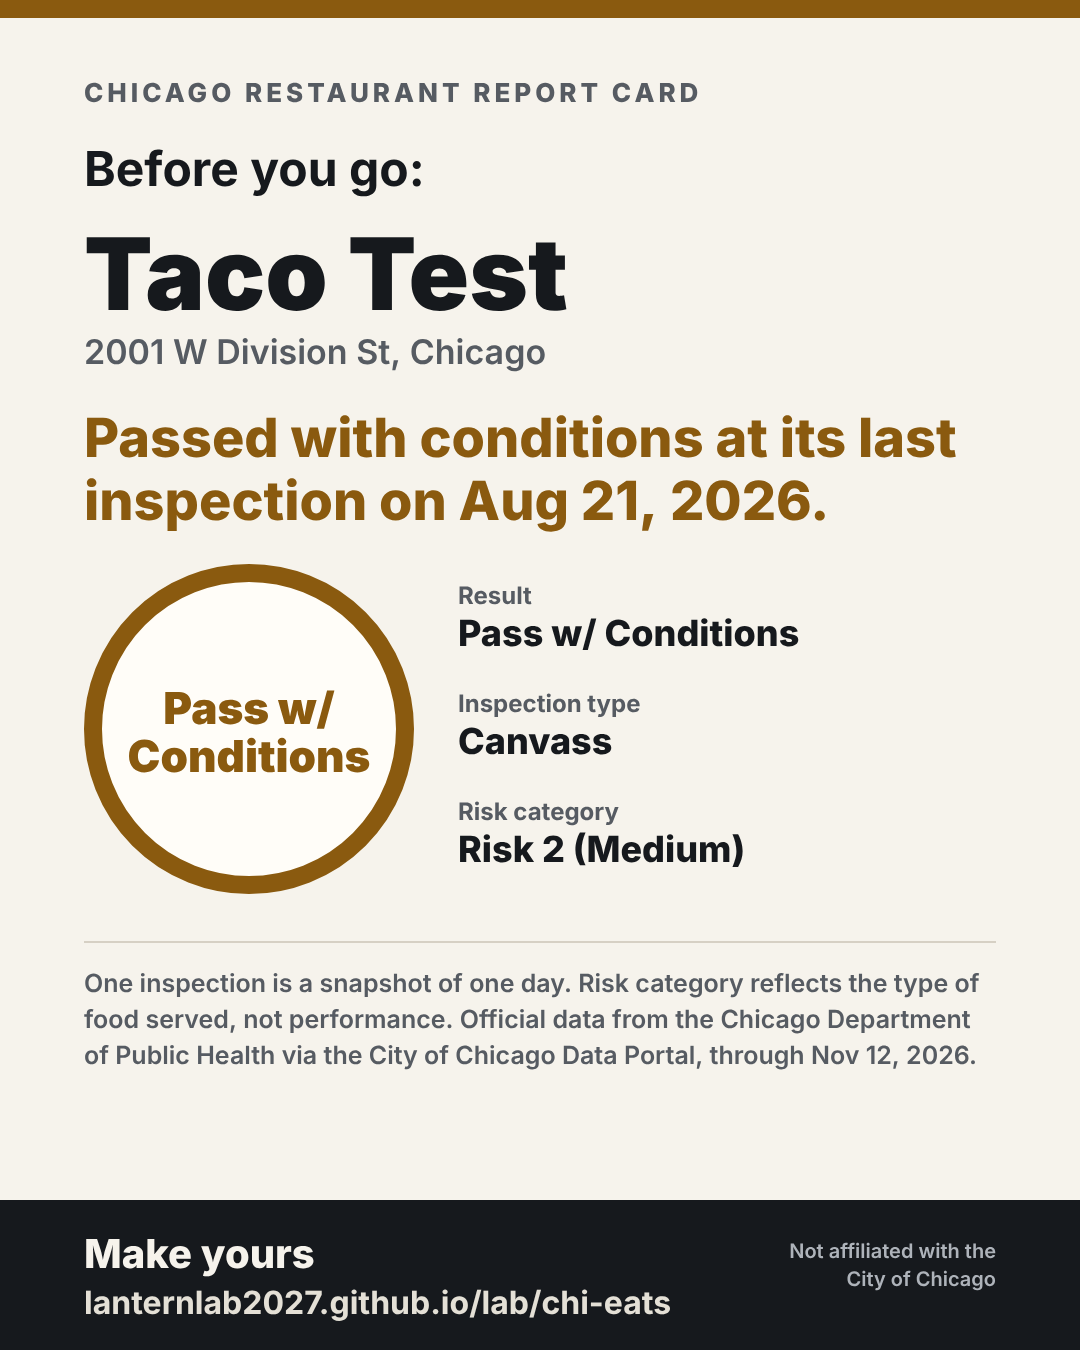 CHICAGO RESTAURANT REPORT CARD
Before you go:
Taco Test
2001 W Division St, Chicago
Passed with conditions at its last
inspection on Aug 21, 2026.
Pass w/
Conditions
Result
Pass w/ Conditions
Inspection type
Canvass
Risk category
Risk 2 (Medium)
One inspection is a snapshot of one day. Risk category reflects the type of
food served, not performance. Official data from the Chicago Department
of Public Health via the City of Chicago Data Portal, through Nov 12, 2026.
Make yours
lanternlab2027.github.io/lab/chi-eats
Not affiliated with the
City of Chicago